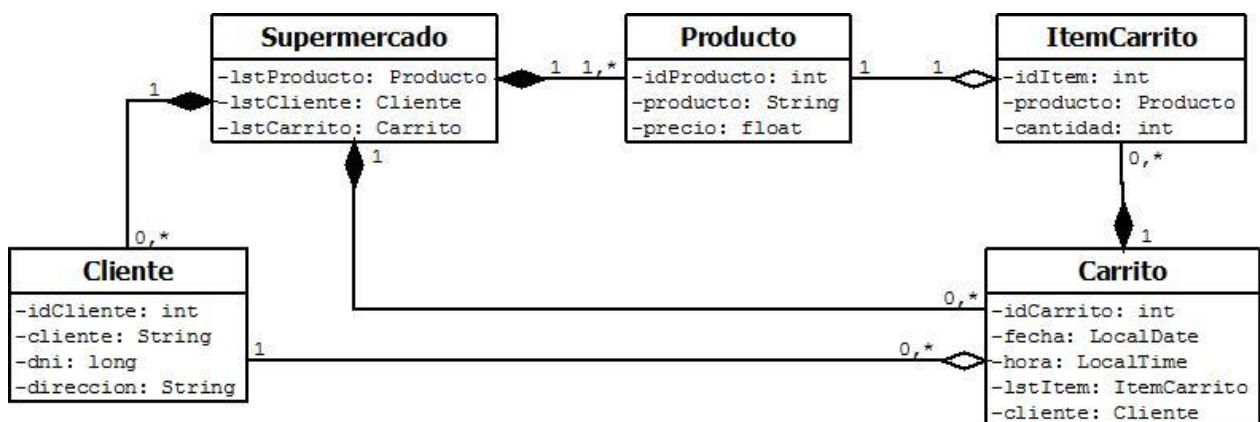 Supermercado
-lstProducto: Producto
-lstCliente: Cliente
-lstCarrito: Carrito
1
1
1,*
Producto
-idProducto: int
-producto: String
-precio: float
1
1
ItemCarrito
-idItem: int
-producto: Producto
-cantidad: int
1
0,*
0,*
1
Cliente
-idCliente: int
-cliente: String
-dni: long
-direccion: String
1
0,*
0,*
Carrito
-idCarrito: int
-fecha: LocalDate
-hora: LocalTime
-lstItem: ItemCarrito
-cliente: Cliente